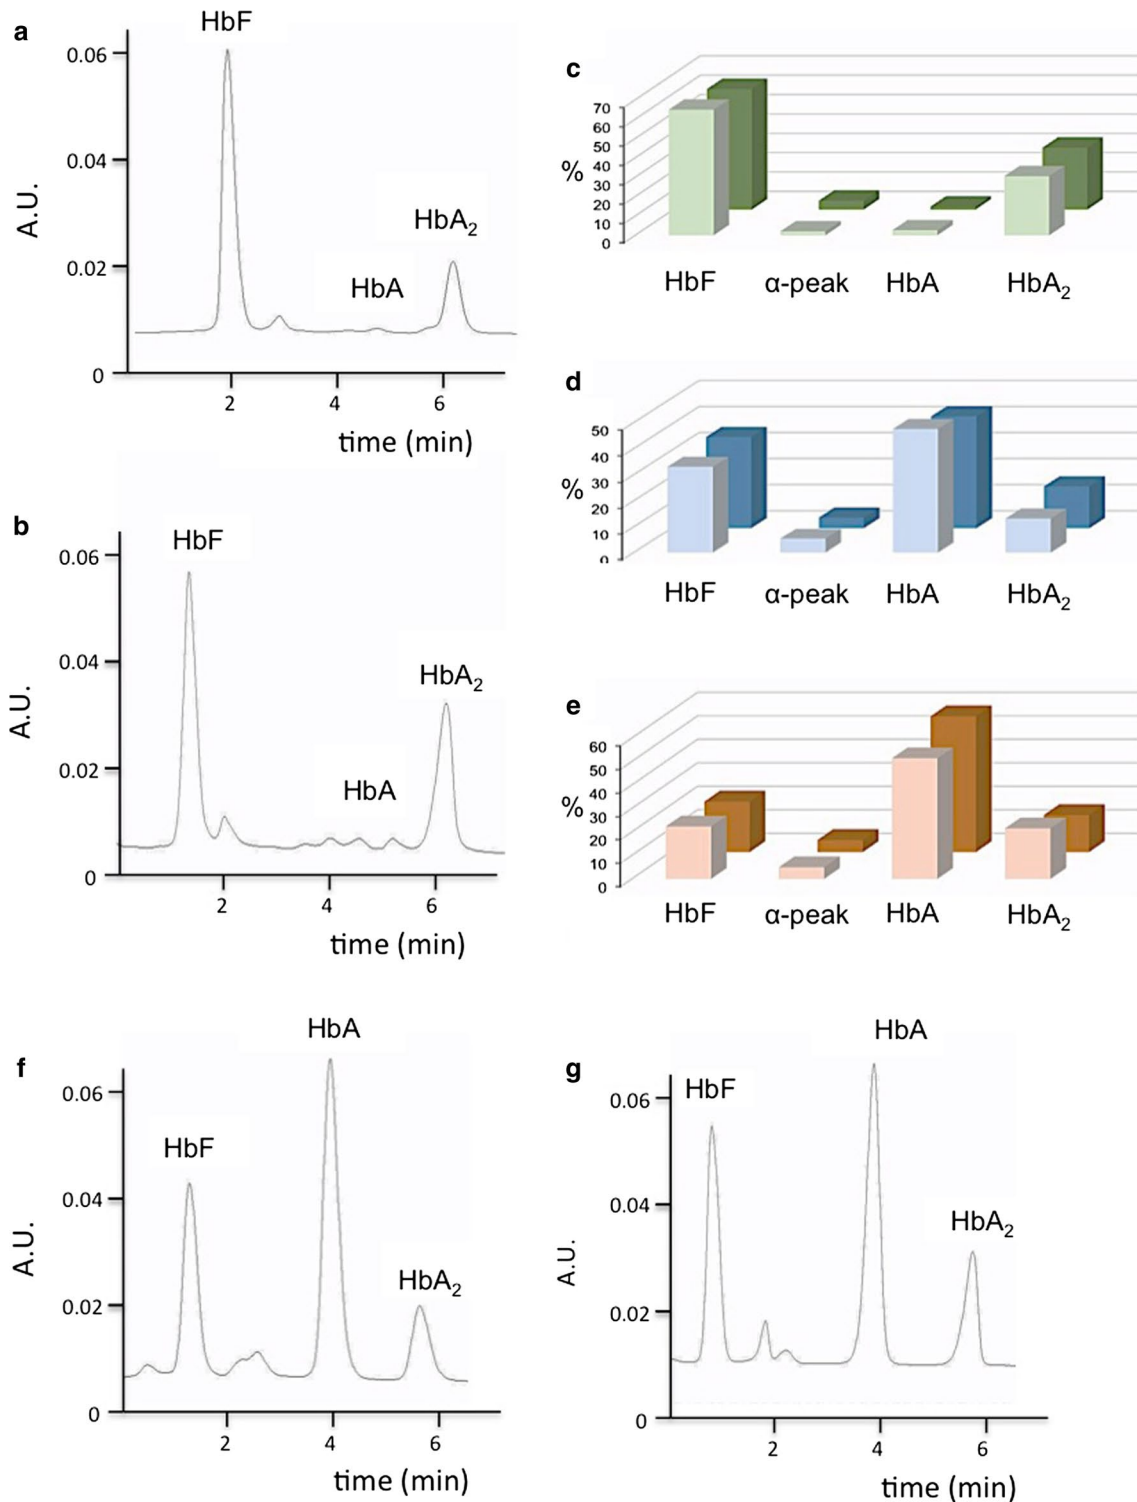 a
HbF
0.06
0.04
A.U.
HbA₂
0.02
HbA
0
2 4 6
time (min)
b
HbF
0.06
0.04
HbA₂
A.U.
0.02
HbA
0
2 4 6
time (min)
c
70
60
50
40
%
30
20
10
0
HbF α-peak HbA HbA₂
d
50
40
%
30
20
10
0
HbF α-peak HbA HbA₂
e
60
50
40
%
30
20
10
0
HbF α-peak HbA HbA₂
f
HbA
0.06
HbF
0.04
A.U.
HbA₂
0.02
0
2 4 6
time (min)
g
HbA
HbF
0.06
0.04
HbA₂
A.U.
0.02
0
2 4 6
time (min)